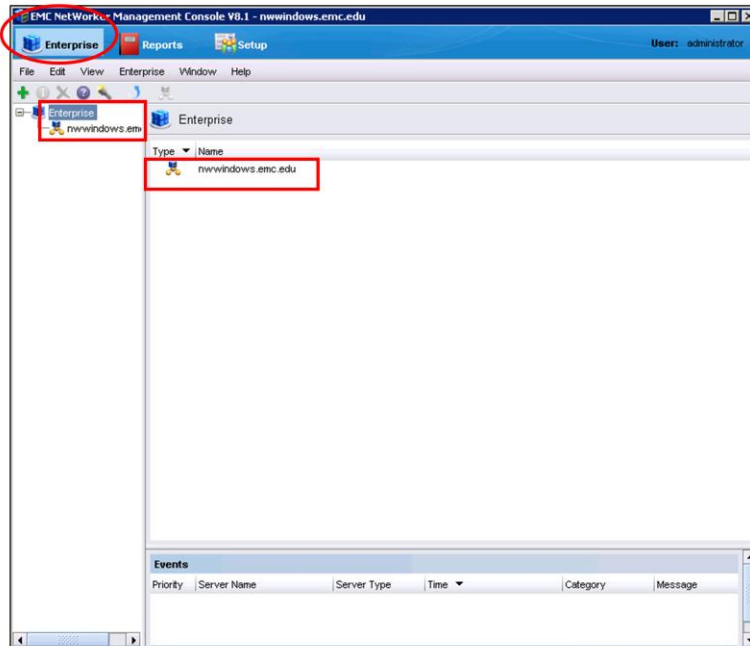 EMC NetWorker Management Console V8.1 - nwwindows.emc.edu
Enterprise Reports Setup User: administrator
File Edit View Enterprise Window Help
Enterprise
nwwindows.em
Enterprise
Type Name
nwwindows.emc.edu
Events
Priority Server Name Server Type Time Category Message